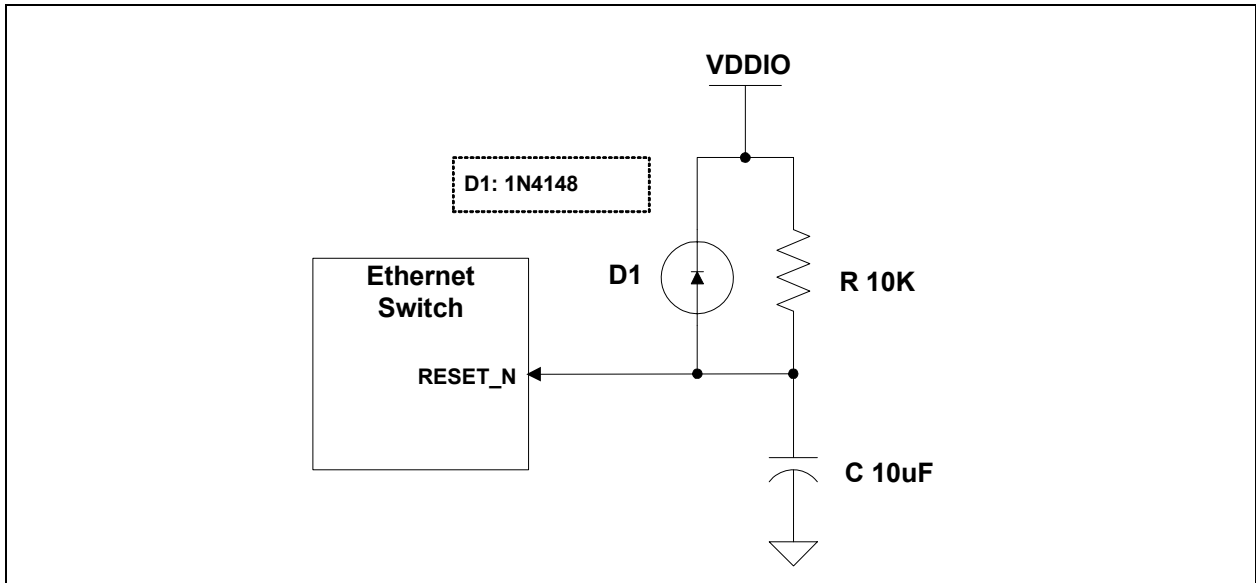 VDDIO
D1: 1N4148
D1
R 10K
Ethernet
Switch
RESET_N
C 10uF